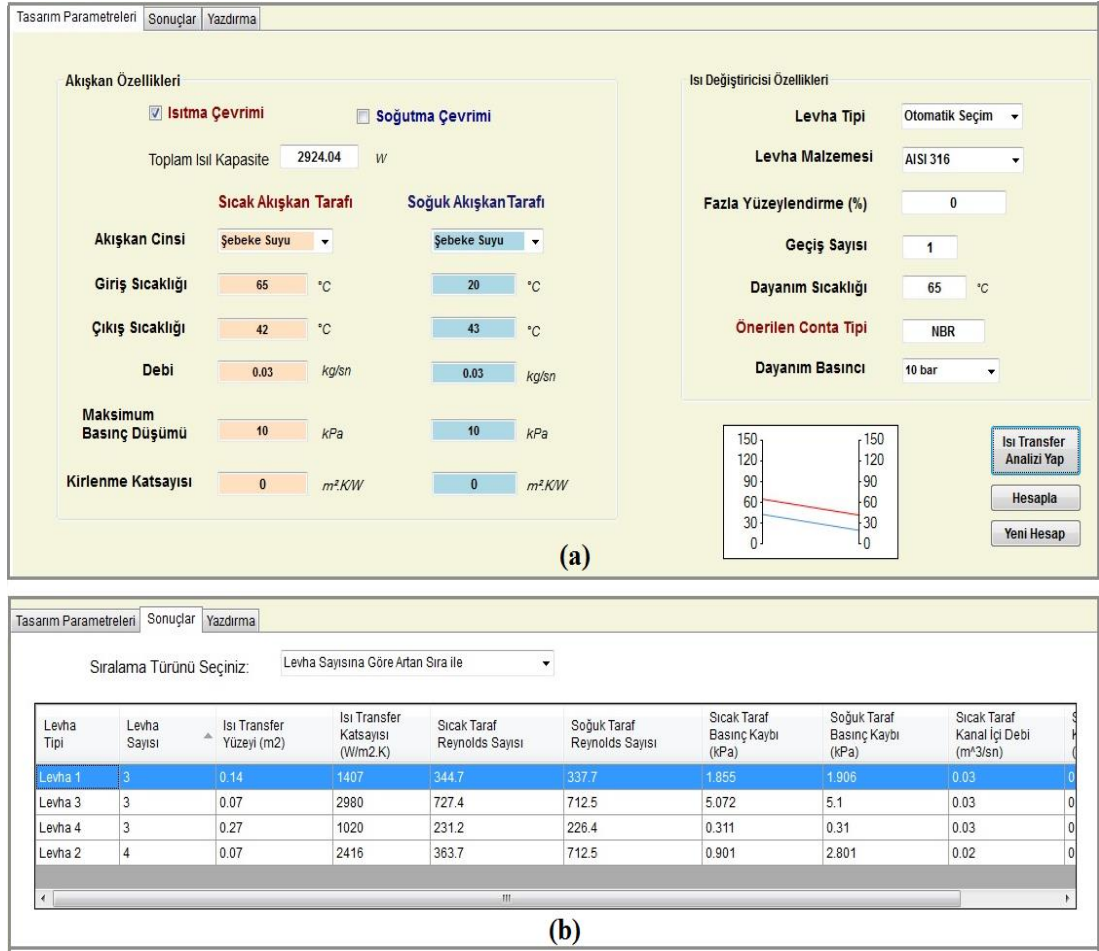 Tasarım Parametreleri Sonuçlar Yazdırma
Akışkan Özellikleri
Isıtma Çevrimi Soğutma Çevrimi
Toplam Isıl Kapasite 2924.04 W
Sıcak Akışkan Tarafı Soğuk Akışkan Tarafı
Akışkan Cinsi Şebeke Suyu Şebeke Suyu
Giriş Sıcaklığı 65 °C 20 °C
Çıkış Sıcaklığı 42 °C 43 °C
Debi 0.03 kg/sn 0.03 kg/sn
Maksimum
Basınç Düşümü 10 kPa 10 kPa
Kirlenme Katsayısı 0 m².K/W 0 m².K/W
Isı Değiştiricisi Özellikleri
Levha Tipi Otomatik Seçim
Levha Malzemesi AISI 316
Fazla Yüzeylendirme (%) 0
Geçiş Sayısı 1
Dayanım Sıcaklığı 65 °C
Önerilen Conta Tipi NBR
Dayanım Basıncı 10 bar
150 150
120 120
90 90
60 60
30 30
0 0
Isı Transfer
Analizi Yap
Hesapla
Yeni Hesap
(a)
Tasarım Parametreleri Sonuçlar Yazdırma
Sıralama Türünü Seçiniz: Levha Sayısına Göre Artan Sıra ile
Levha
Tipi
Levha
Sayısı
Isı Transfer
Yüzeyi (m2)
Isı Transfer
Katsayısı
(W/m2.K)
Sıcak Taraf
Reynolds Sayısı
Soğuk Taraf
Reynolds Sayısı
Sıcak Taraf
Basınç Kaybı
(kPa)
Soğuk Taraf
Basınç Kaybı
(kPa)
Sıcak Taraf
Kanal İçi Debi
(m^3/sn)
Levha 1 3 0.14 1407 344.7 337.7 1.855 1.906 0.03 0
Levha 3 3 0.07 2980 727.4 712.5 5.072 5.1 0.03 0
Levha 4 3 0.27 1020 231.2 226.4 0.311 0.31 0.03 0
Levha 2 4 0.07 2416 363.7 712.5 0.901 2.801 0.02 0
(b)